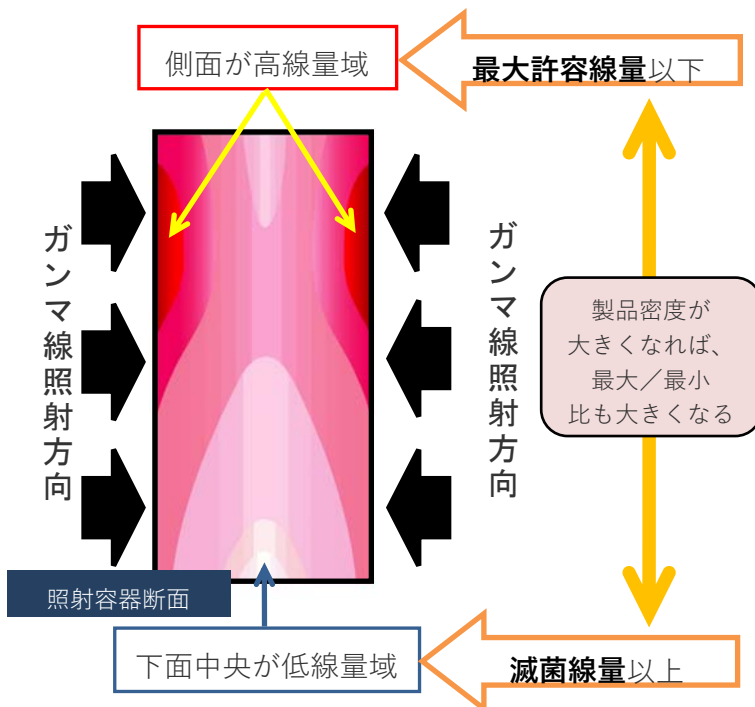 側面が高線量域
最大許容線量以下
ガンマ線照射方向
ガンマ線照射方向
製品密度が
大きくなれば、
最大／最小
比も大きくなる
照射容器断面
下面中央が低線量域
滅菌線量以上